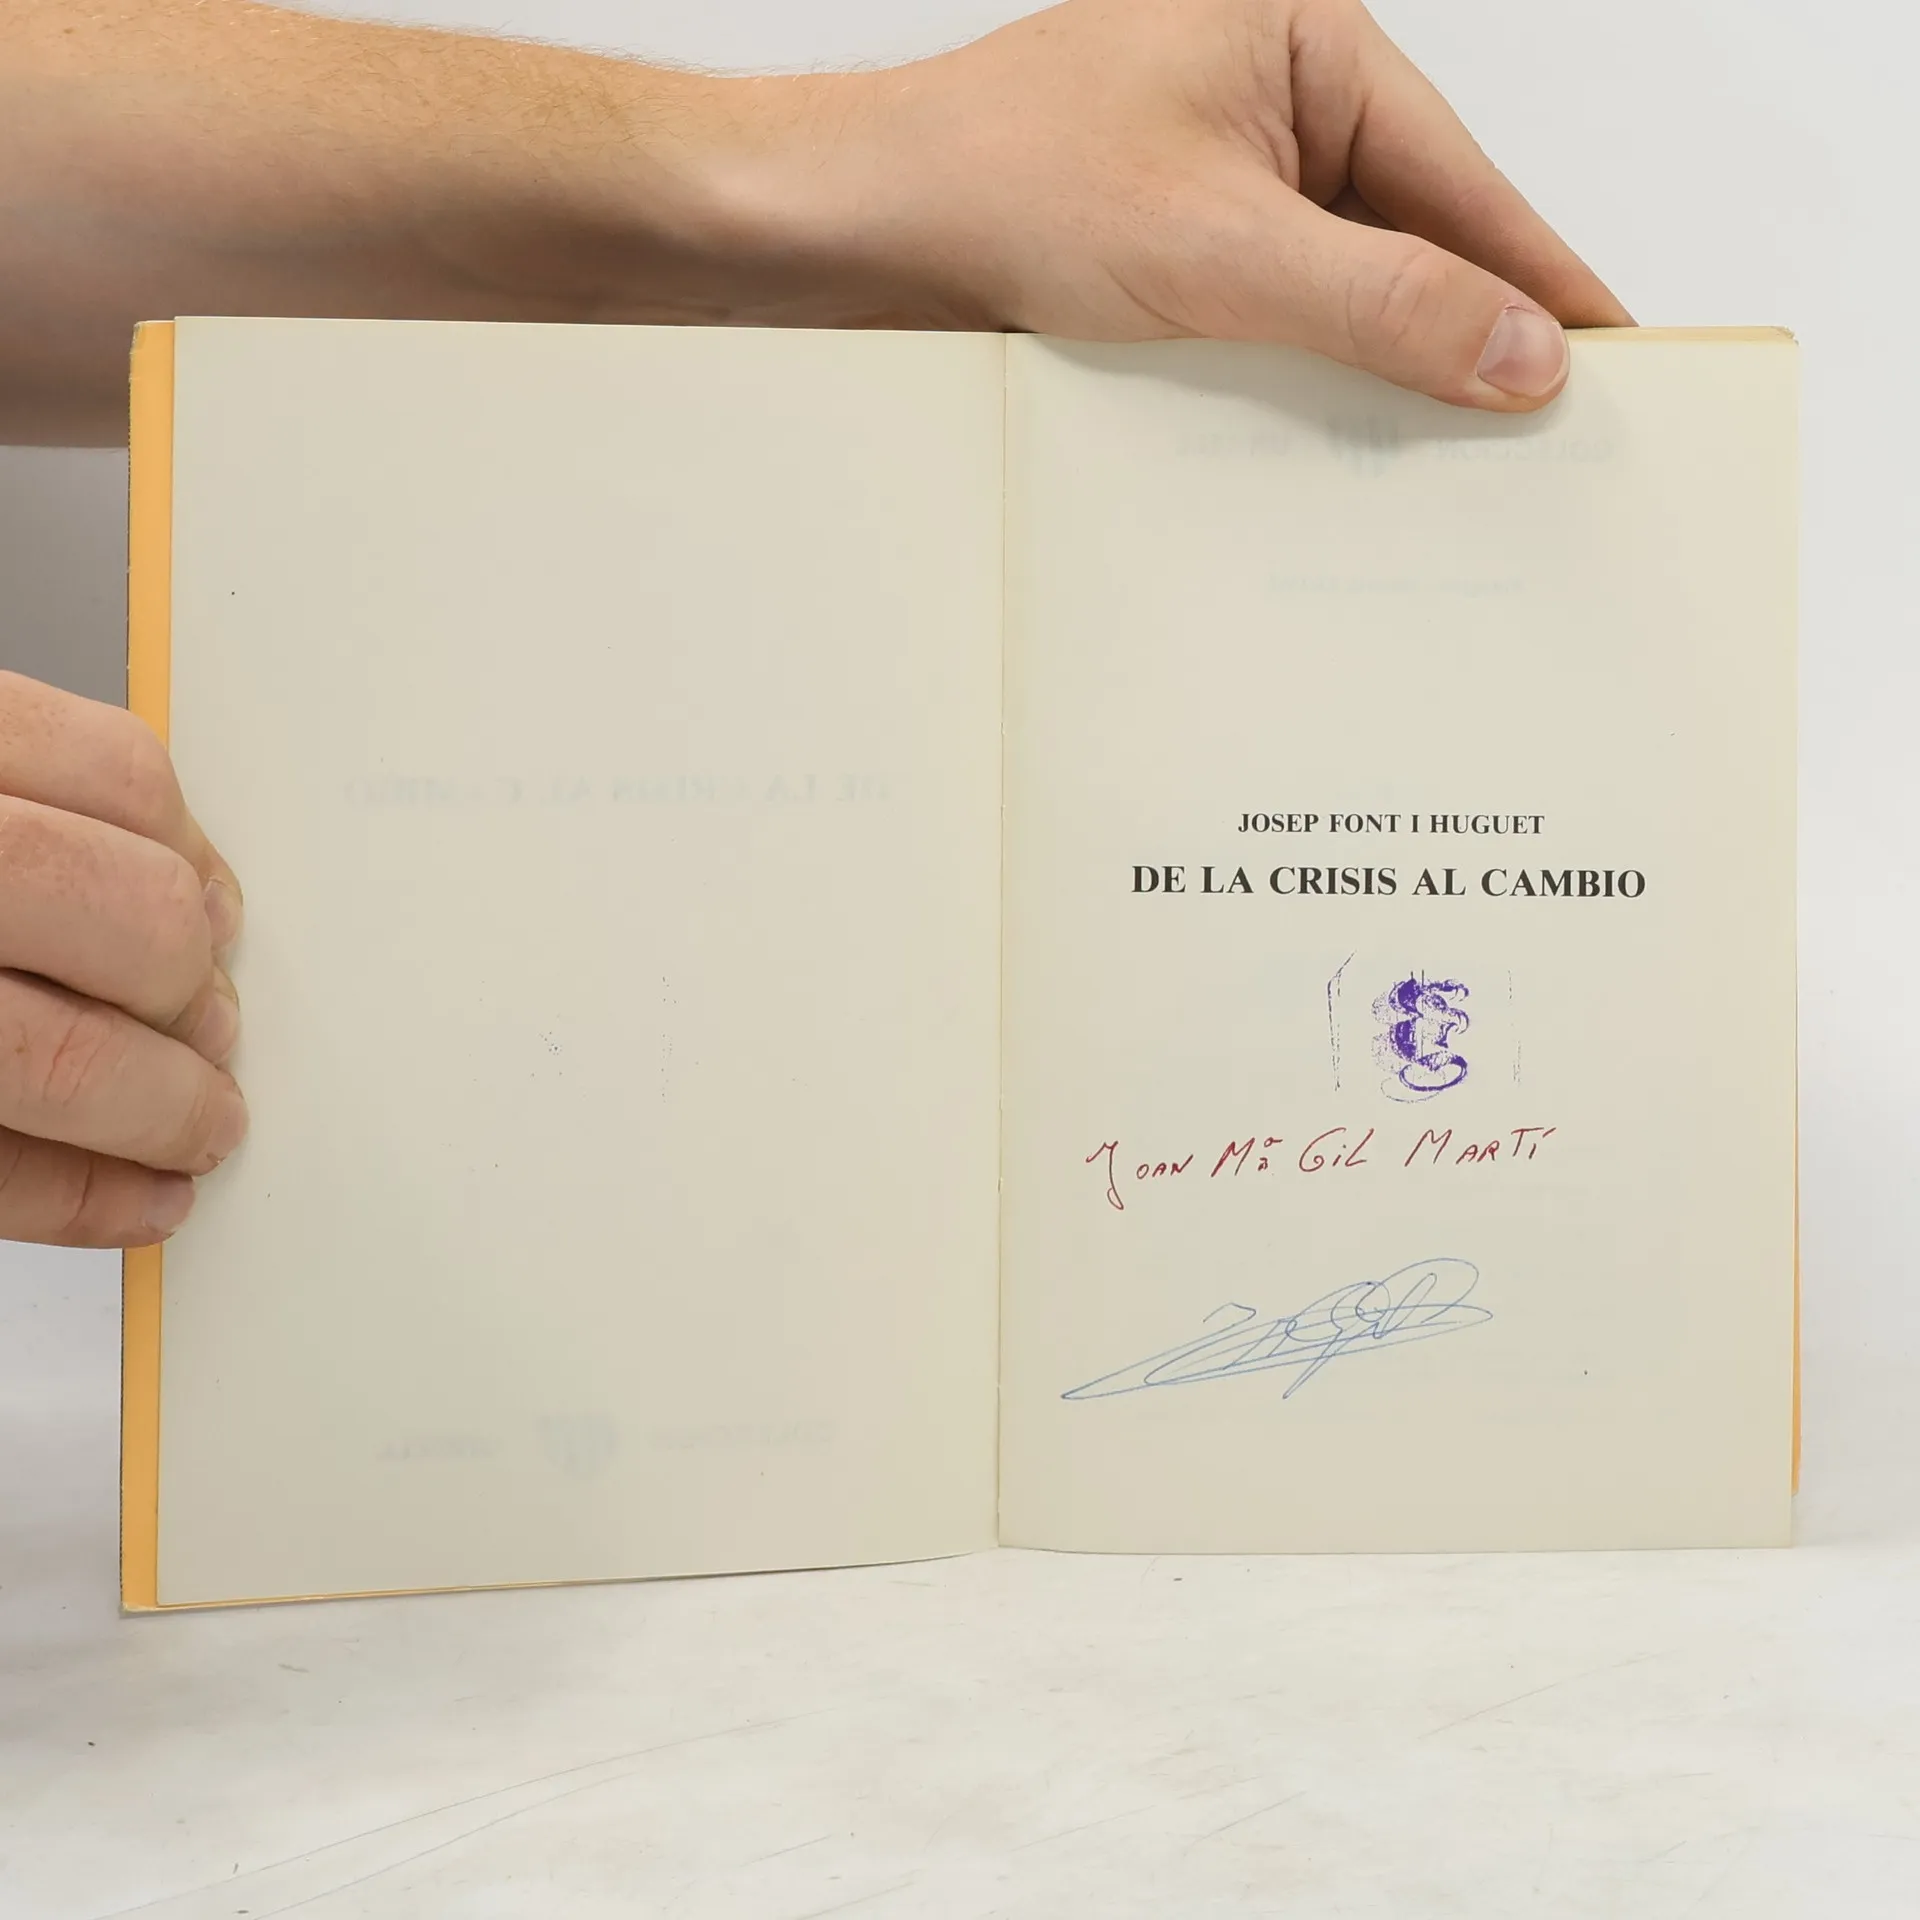 JOSEP FONT I HUGUET
DE LA CRISIS AL CAMBIO
JOAN Mª GiL MARTÍ